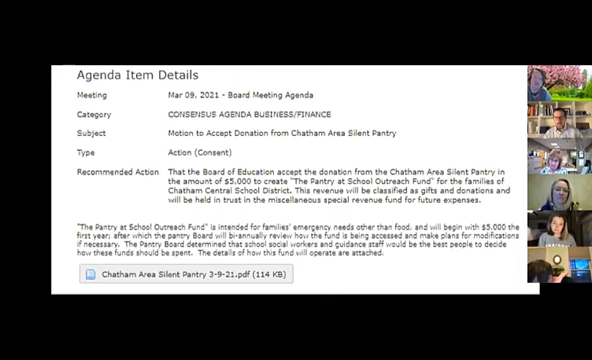 Agenda Item Details
Meeting Mar 09, 2021 - Board Meeting Agenda
Category CONSENSUS AGENDA BUSINESS/FINANCE
Subject Motion to Accept Donation from Chatham Area Silent Pantry
Type Action (Consent)
Recommended Action That the Board of Education accept the donation from the Chatham Area Silent Pantry in
the amount of $5,000 to create "The Pantry at School Outreach Fund" for the families of
Chatham Central School District. This revenue will be classified as gifts and donations and
will be held in trust in the miscellaneous special revenue fund for future expenses.
"The Pantry at School Outreach Fund" is intended for families' emergency needs other than food, and will begin with $5,000 the
first year; after which the pantry Board will bi-annually review how the fund is being accessed and make plans for modifications
if necessary. The Pantry Board determined that school social workers and guidance staff would be the best people to decide
how these funds should be spent. The details of how this fund will operate are attached.
Chatham Area Silent Pantry 3-9-21.pdf (114 KB)